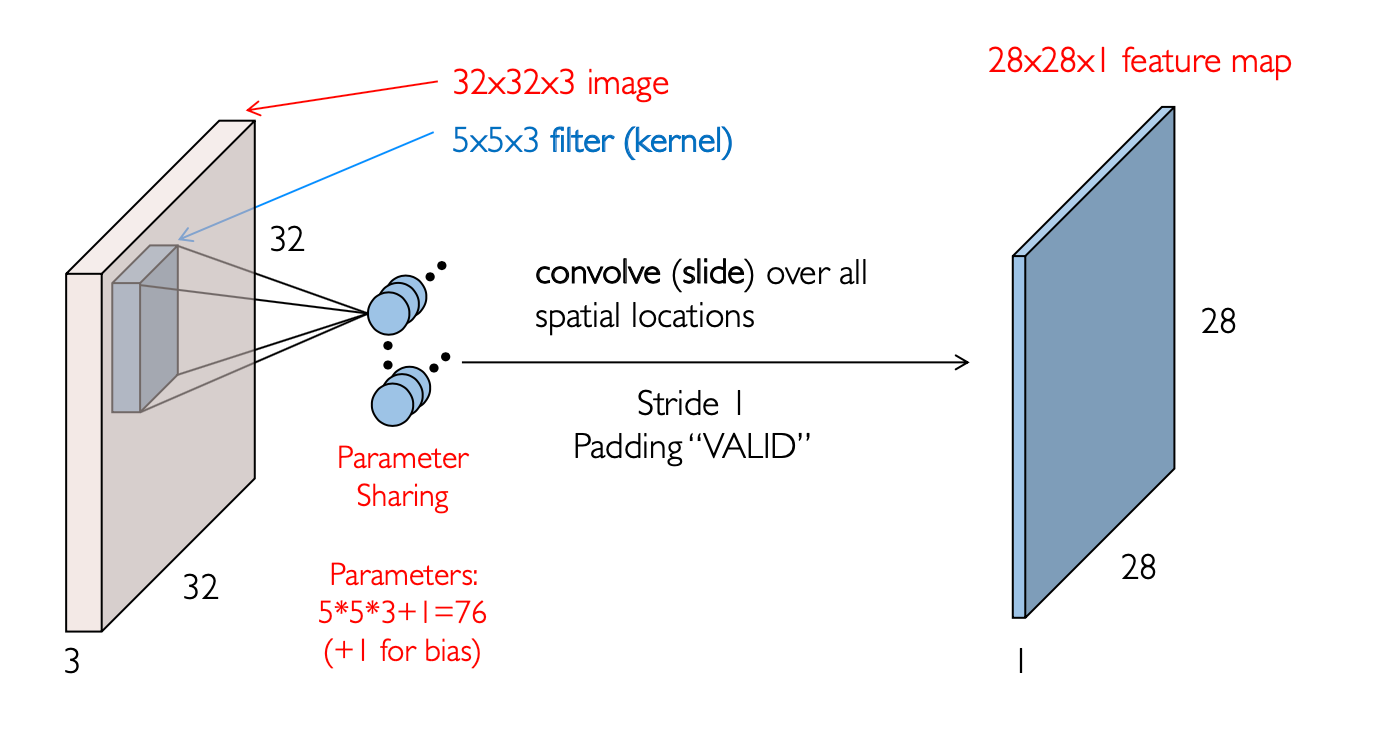 32x32x3 image
5x5x3 filter (kernel)
28x28x1 feature map
32
convolve (slide) over all
spatial locations
28
Stride 1
Padding “VALID”
Parameter
Sharing
28
32
Parameters:
5*5*3+1=76
(+1 for bias)
3
1